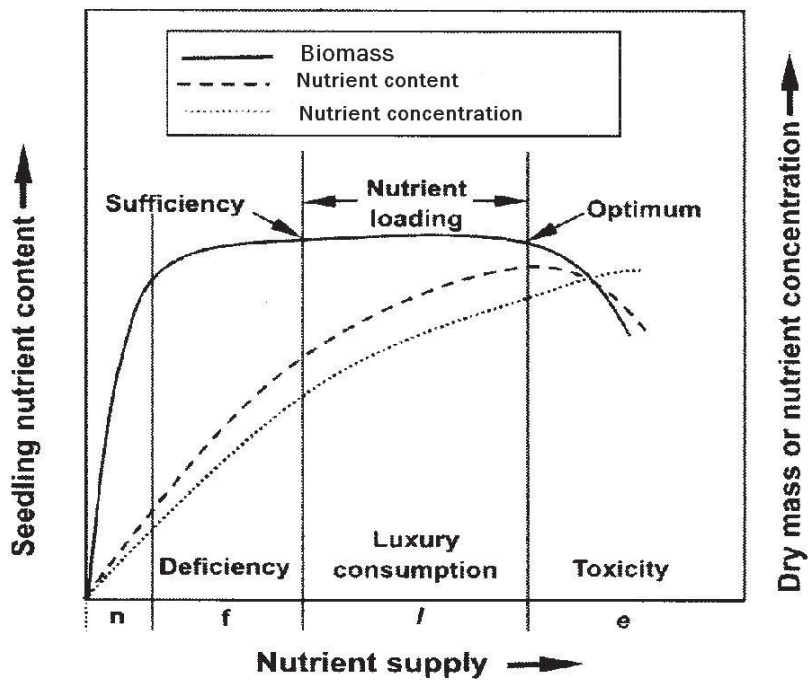 Biomass
Nutrient content
Nutrient concentration
Sufficiency
Nutrient
loading
Optimum
Seedling nutrient content
Dry mass or nutrient concentration
Deficiency
Luxury
consumption
Toxicity
n
f
l
e
Nutrient supply